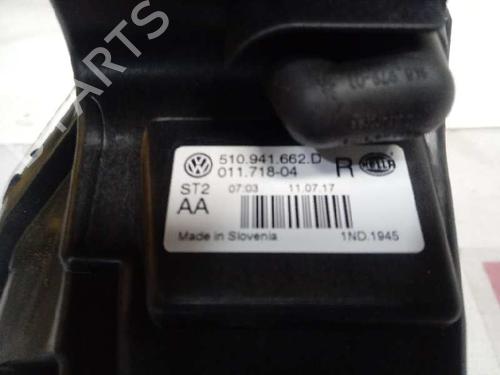 510.941.662.D
011.718-04
R
HELLA
ST2 07:03 11.07.17
AA
Made in Slovenia 1ND.1945
PARTS